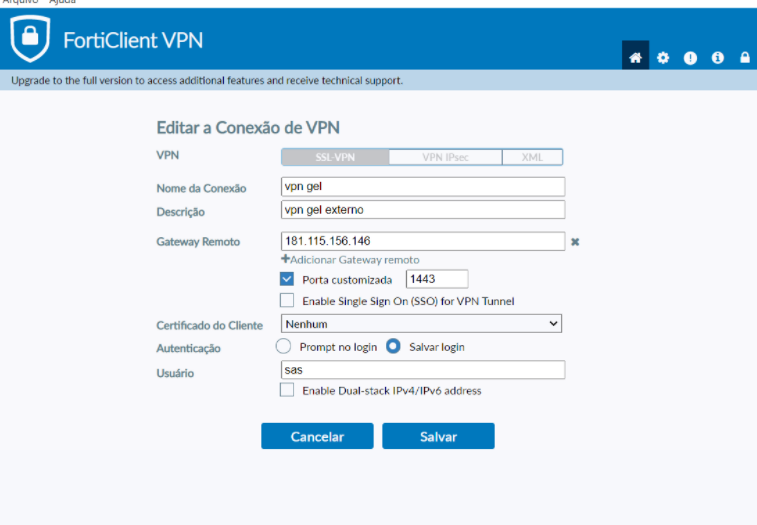 Arquivo Ajuda
FortiClient VPN
Upgrade to the full version to access additional features and receive technical support.
Editar a Conexão de VPN
VPN SSL-VPN VPN IPsec XML
Nome da Conexão vpn gel
Descrição vpn gel externo
Gateway Remoto 181.115.156.146
+Adicionar Gateway remoto
Porta customizada 1443
Enable Single Sign On (SSO) for VPN Tunnel
Certificado do Cliente Nenhum
Autenticação Prompt no login Salvar login
Usuário sas
Enable Dual-stack IPv4/IPv6 address
Cancelar Salvar